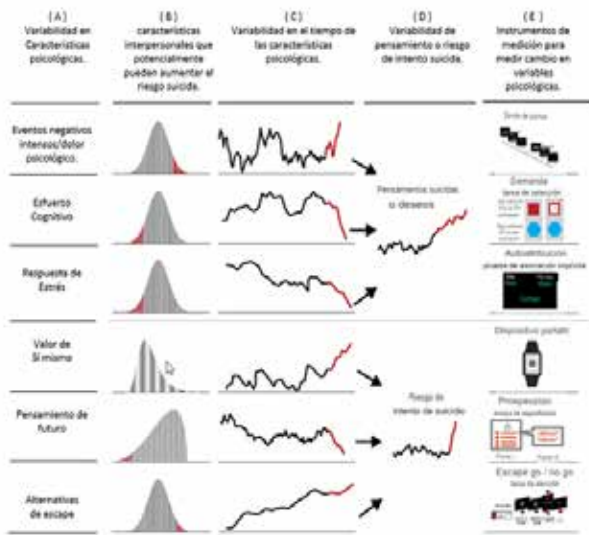 (A)
Variabilidad en
Características
psicológicas.
(B)
características
interpersonales que
potencialmente
pueden aumentar el
riesgo suicida.
(C)
Variabilidad en el tiempo de
las características
psicológicas.
(D)
Variabilidad de
pensamiento o riesgo
de intento suicida.
(E)
Instrumentos de
medición para
medir cambio en
variables
psicológicas.
Eventos negativos
intensos/dolor
psicológico.
Esfuerzo
Cognitivo
Respuesta de
Estrés
Valor de
Sí mismo
Pensamiento de
futuro
Alternativas
de escape
Pensamientos suicidas
o deseos
Riesgo de
intento de suicidio
Demanda
tarea de selección
Autoidentificación
prueba de asociación implícita
Dispositivo portátil
Prospección
Escape go / no go
tarea de elección